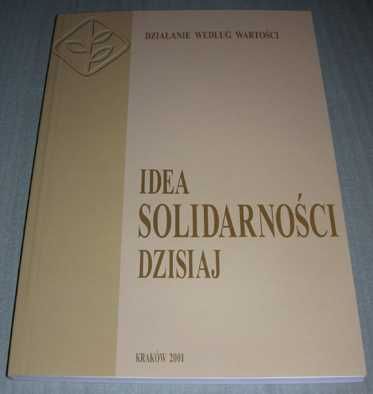 DZIAŁANIE WEDŁUG WARTOŚCI
IDEA
SOLIDARNOŚCI
DZISIAJ
KRAKÓW 2001